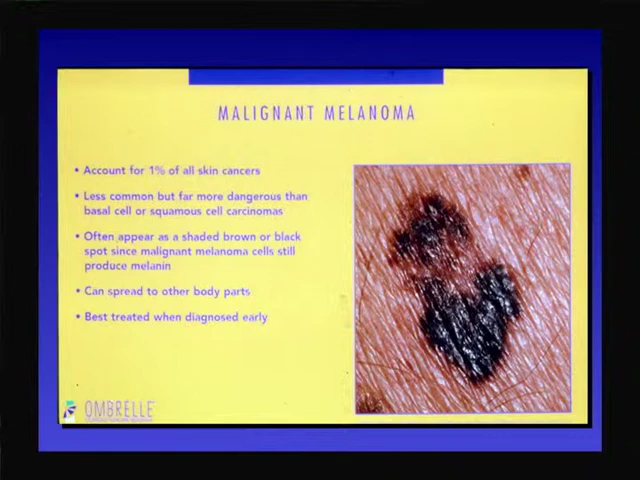 MALIGNANT MELANOMA
• Account for 1% of all skin cancers
• Less common but far more dangerous than
basal cell or squamous cell carcinomas
• Often appear as a shaded brown or black
spot since malignant melanoma cells still
produce melanin
• Can spread to other body parts
• Best treated when diagnosed early
OMBRELLE